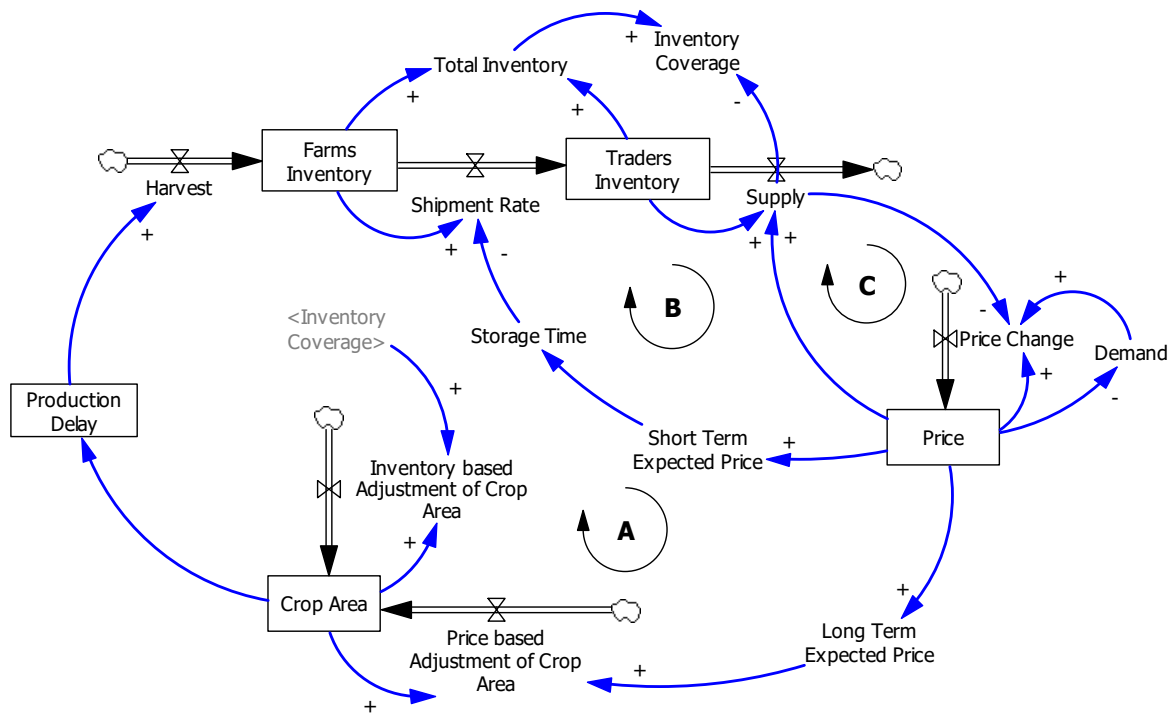 Inventory
Coverage
+
Total Inventory
+
+
-
Farms
Inventory
Traders
Inventory
Harvest
Shipment Rate
Supply
+
+
-
+
+
C
+
B
<Inventory
Coverage>
Storage Time
-
Price Change
Demand
+
+
-
Production
Delay
Price
+
Short Term
Expected Price
Inventory based
Adjustment of Crop
Area
A
+
Crop Area
+
Price based
Adjustment of Crop
Area
Long Term
Expected Price
+
+